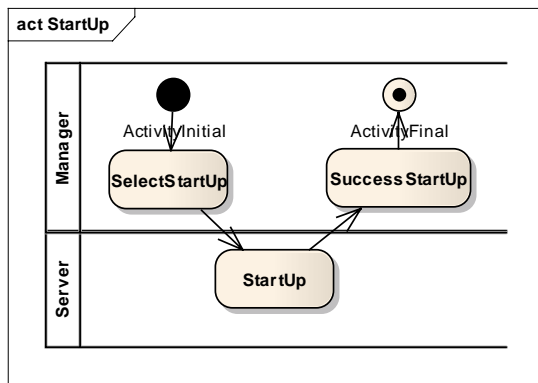 act StartUp
Manager
ActivityInitial
ActivityFinal
SelectStartUp
SuccessStartUp
Server
StartUp